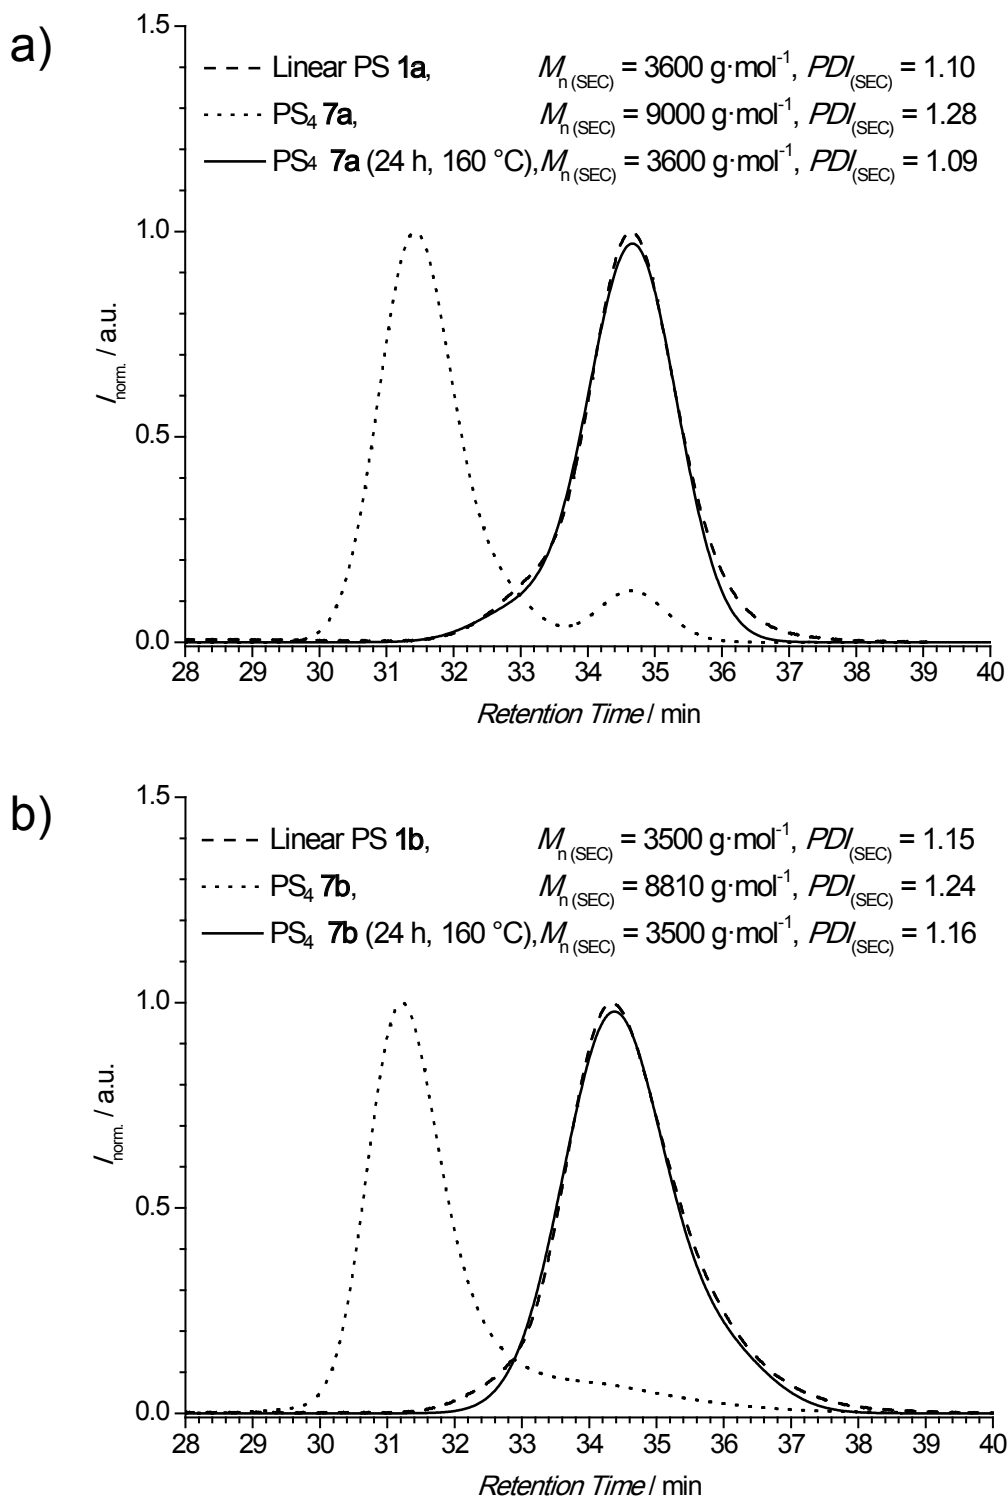 a)
1.5
Linear PS 1a, Mn (SEC) = 3600 g·mol-1, PDI(SEC) = 1.10
PS4 7a, Mn (SEC) = 9000 g·mol-1, PDI(SEC) = 1.28
PS4 7a (24 h, 160 °C), Mn (SEC) = 3600 g·mol-1, PDI(SEC) = 1.09
1.0
Inorm. / a.u.
0.5
0.0
28 29 30 31 32 33 34 35 36 37 38 39 40
Retention Time / min
b)
1.5
Linear PS 1b, Mn (SEC) = 3500 g·mol-1, PDI(SEC) = 1.15
PS4 7b, Mn (SEC) = 8810 g·mol-1, PDI(SEC) = 1.24
PS4 7b (24 h, 160 °C), Mn (SEC) = 3500 g·mol-1, PDI(SEC) = 1.16
1.0
Inorm. / a.u.
0.5
0.0
28 29 30 31 32 33 34 35 36 37 38 39 40
Retention Time / min